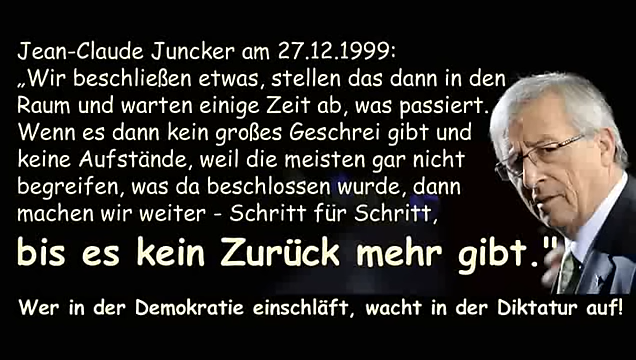 Jean-Claude Juncker am 27.12.1999:
„Wir beschließen etwas, stellen das dann in den
Raum und warten einige Zeit ab, was passiert.
Wenn es dann kein großes Geschrei gibt und
keine Aufstände, weil die meisten gar nicht
begreifen, was da beschlossen wurde, dann
machen wir weiter - Schritt für Schritt,
bis es kein Zurück mehr gibt."
Wer in der Demokratie einschläft, wacht in der Diktatur auf!